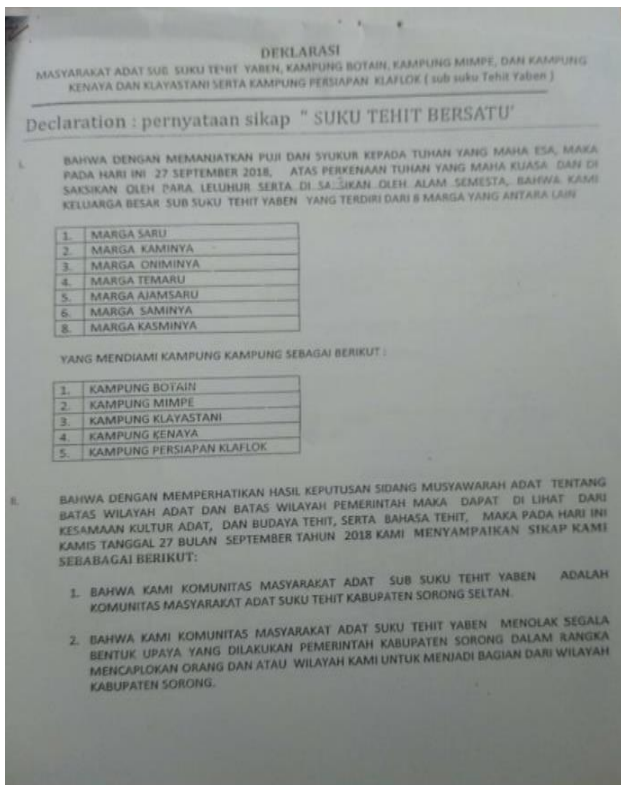 DEKLARASI
MASYARAKAT ADAT SUB SUKU TEHIT YABEN, KAMPUNG BOTAIN, KAMPUNG MIMPE, DAN KAMPUNG
KENAYA DAN KLAYASTANI SERTA KAMPUNG PERSIAPAN KLAFLOK ( sub suku Tehit Yaben )
Declaration : pernyataan sikap " SUKU TEHIT BERSATU'
I. BAHWA DENGAN MEMANJATKAN PUJI DAN SYUKUR KEPADA TUHAN YANG MAHA ESA, MAKA
PADA HARI INI 27 SEPTEMBER 2018, ATAS PERKENAAN TUHAN YANG MAHA KUASA DAN DI
SAKSIKAN OLEH PARA LELUHUR SERTA DI SAKSIKAN OLEH ALAM SEMESTA, BAHWA KAMI
KELUARGA BESAR SUB SUKU TEHIT YABEN YANG TERDIRI DARI 8 MARGA YANG ANTARA LAIN
1. MARGA SARU
2. MARGA KAMINYA
3. MARGA ONIMINYA
4. MARGA TEMARU
5. MARGA AJAMSARU
6. MARGA SAMINYA
8. MARGA KASMINYA
YANG MENDIAMI KAMPUNG KAMPUNG SEBAGAI BERIKUT :
1. KAMPUNG BOTAIN
2. KAMPUNG MIMPE
3. KAMPUNG KLAYASTANI
4. KAMPUNG KENAYA
5. KAMPUNG PERSIAPAN KLAFLOK
II. BAHWA DENGAN MEMPERHATIKAN HASIL KEPUTUSAN SIDANG MUSYAWARAH ADAT TENTANG
BATAS WILAYAH ADAT DAN BATAS WILAYAH PEMERINTAH MAKA DAPAT DI LIHAT DARI
KESAMAAN KULTUR ADAT, DAN BUDAYA TEHIT, SERTA BAHASA TEHIT, MAKA PADA HARI INI
KAMIS TANGGAL 27 BULAN SEPTEMBER TAHUN 2018 KAMI MENYAMPAIKAN SIKAP KAMI
SEBABAGAI BERIKUT:
1. BAHWA KAMI KOMUNITAS MASYARAKAT ADAT SUB SUKU TEHIT YABEN ADALAH
KOMUNITAS MASYARAKAT ADAT SUKU TEHIT KABUPATEN SORONG SELTAN.
2. BAHWA KAMI KOMUNITAS MASYARAKAT ADAT SUKU TEHIT YABEN MENOLAK SEGALA
BENTUK UPAYA YANG DILAKUKAN PEMERINTAH KABUPATEN SORONG DALAM RANGKA
MENCAPLOKAN ORANG DAN ATAU WILAYAH KAMI UNTUK MENJADI BAGIAN DARI WILAYAH
KABUPATEN SORONG.